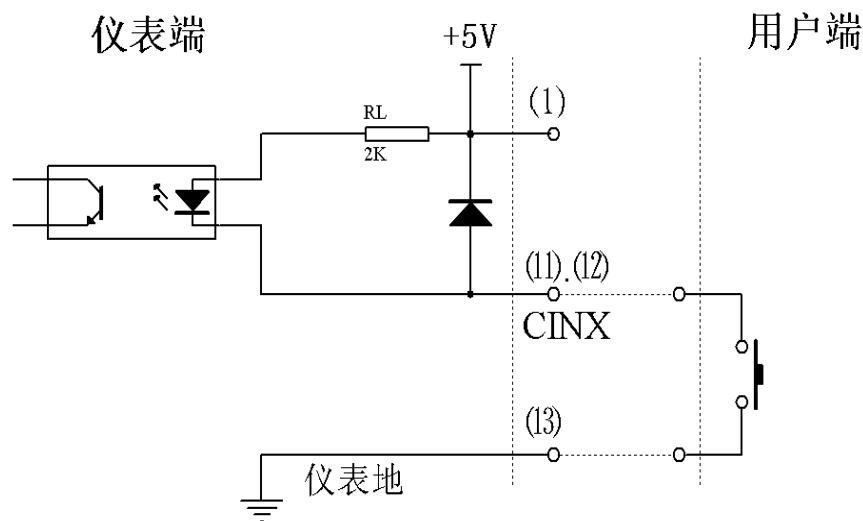 仪表端
用户端
+5V
(1)
RL
2K
(11).(12)
CINX
(13)
仪表地